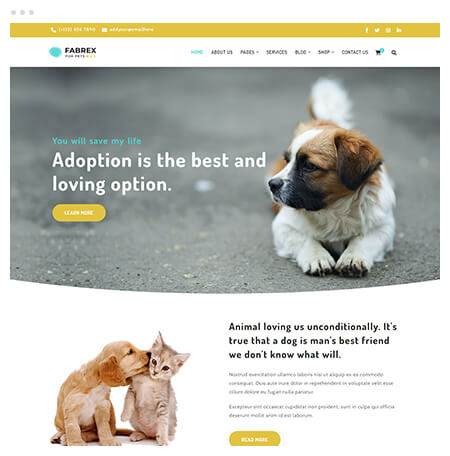 (+123) 456 7890 addyour@emailhere
FABREX
FOR PETS
HOME ABOUT US PAGES SERVICES BLOG SHOP CONTACT US
You will save my life
Adoption is the best and
loving option.
LEARN MORE
Animal loving us unconditionally. It's
true that a dog is man's best friend
we don't know what will.
Nostrud exercitation ullamco laboris nisi ut aliquip ex ea commodo
consequat. Duis aute irure dolor in reprehenderit in voluptate velit esse
cillum dolore eu fugiat nulla pariatur.
Excepteur sint occaecat cupidatat non proident, sunt in culpa qui officia
deserunt mollit anim id est laborum.
READ MORE